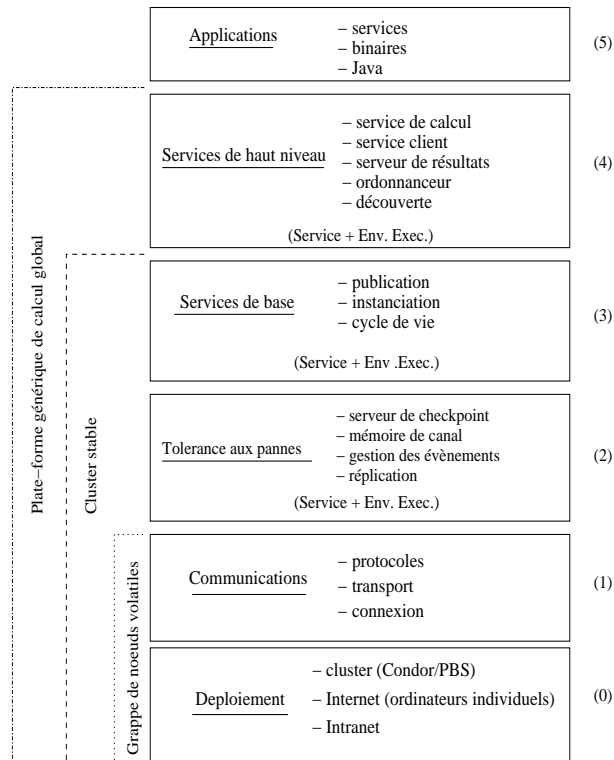 Applications
– services
– binaires
– Java
(5)
Services de haut niveau
– service de calcul
– service client
– serveur de résultats
– ordonnanceur
– découverte
(Service + Env. Exec.)
(4)
Services de base
– publication
– instanciation
– cycle de vie
(Service + Env .Exec.)
(3)
Tolerance aux pannes
– serveur de checkpoint
– mémoire de canal
– gestion des évènements
– réplication
(Service + Env. Exec.)
(2)
Communications
– protocoles
– transport
– connexion
(1)
Deploiement
– cluster (Condor/PBS)
– Internet (ordinateurs individuels)
– Intranet
(0)
Plate–forme générique de calcul global
Cluster stable
Grappe de noeuds volatiles